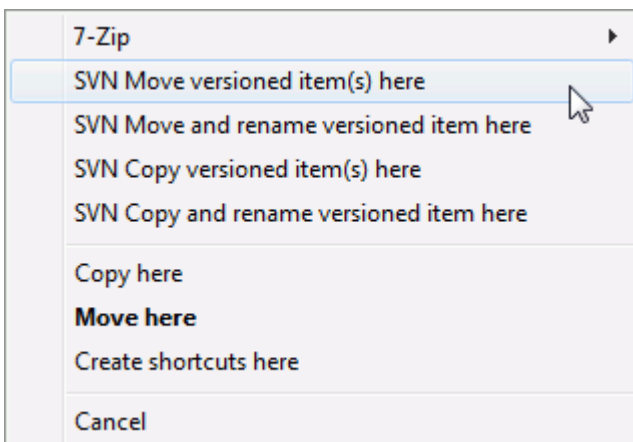 7-Zip
SVN Move versioned item(s) here
SVN Move and rename versioned item here
SVN Copy versioned item(s) here
SVN Copy and rename versioned item here
Copy here
Move here
Create shortcuts here
Cancel